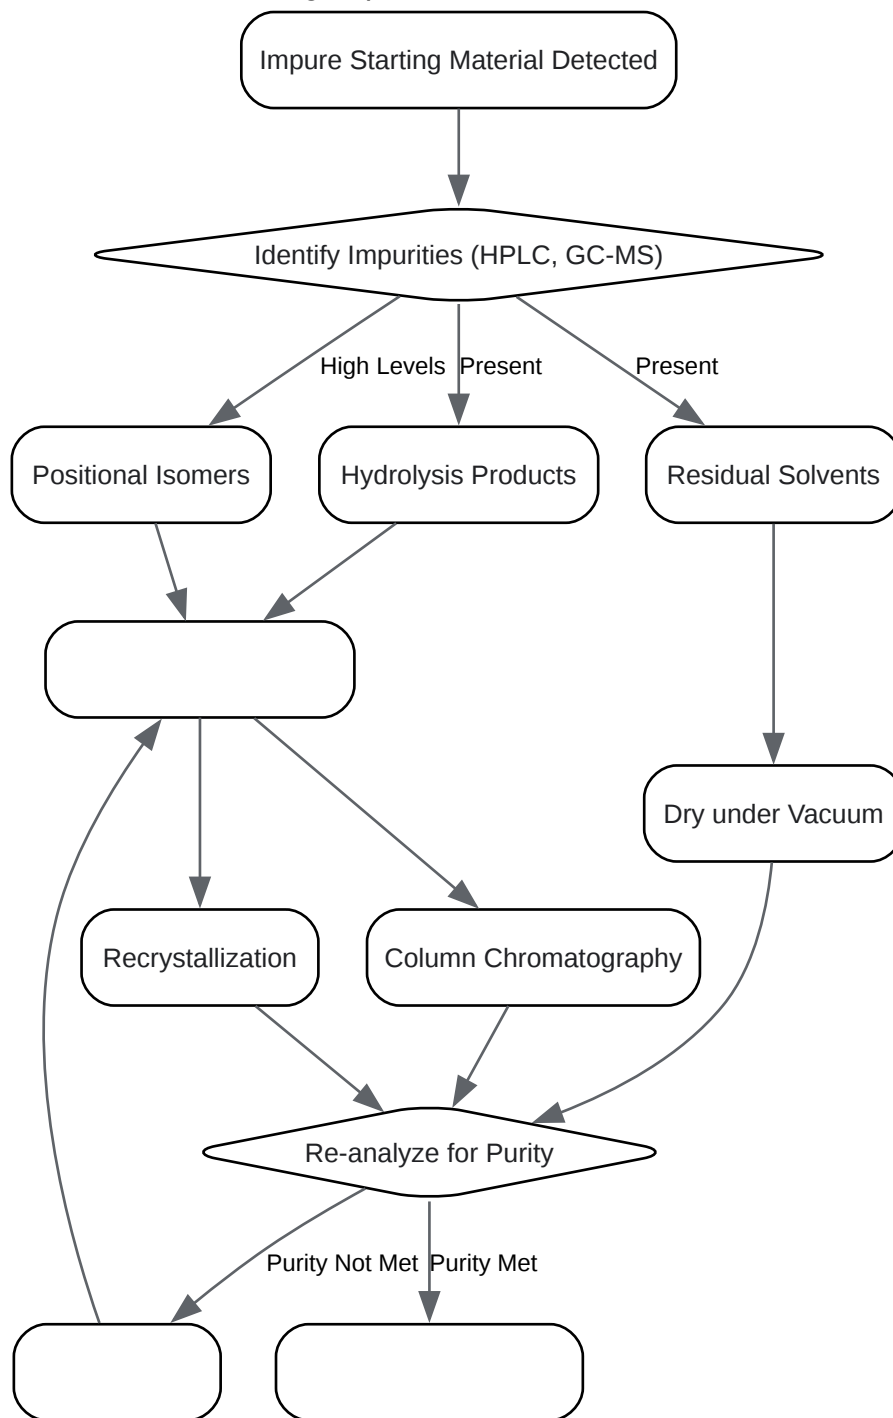 Impure Starting Material Detected
Identify Impurities (HPLC, GC-MS)
High Levels
Present
Present
Positional Isomers
Hydrolysis Products
Residual Solvents
Dry under Vacuum
Recrystallization
Column Chromatography
Re-analyze for Purity
Purity Not Met
Purity Met